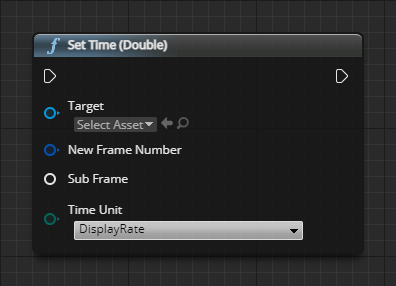 f Set Time (Double)
Target
Select Asset
New Frame Number
Sub Frame
Time Unit
DisplayRate